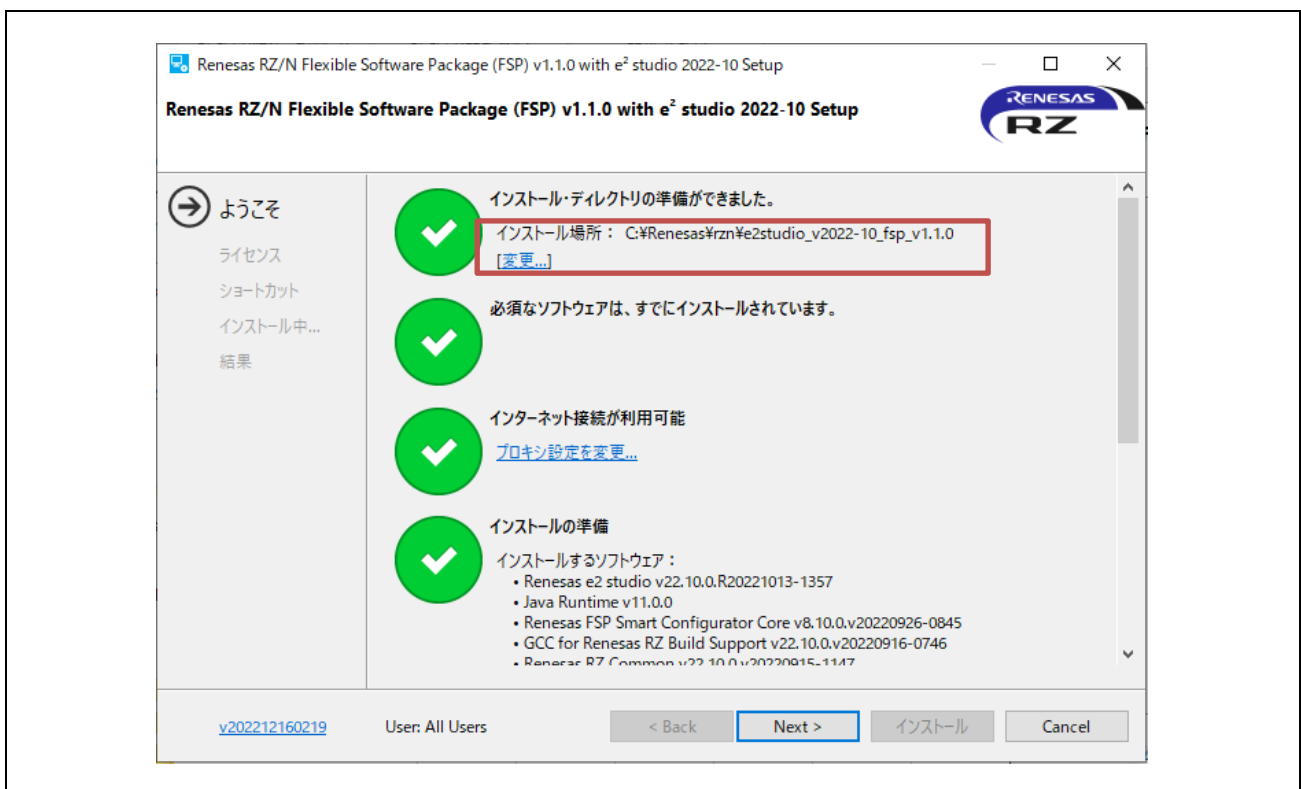 Renesas RZ/N Flexible Software Package (FSP) v1.1.0 with e² studio 2022-10 Setup
Renesas RZ/N Flexible Software Package (FSP) v1.1.0 with e² studio 2022-10 Setup
RENESAS
RZ
ようこそ
ライセンス
ショートカット
インストール中...
結果
インストール・ディレクトリの準備ができました。
インストール場所： C:¥Renesas¥rzn¥e2studio_v2022-10_fsp_v1.1.0
[変更...]
必須なソフトウェアは、すでにインストールされています。
インターネット接続が利用可能
プロキシ設定を変更...
インストールの準備
インストールするソフトウェア：
• Renesas e2 studio v22.10.0.R20221013-1357
• Java Runtime v11.0.0
• Renesas FSP Smart Configurator Core v8.10.0.v20220926-0845
• GCC for Renesas RZ Build Support v22.10.0.v20220916-0746
• Renesas RZ Common v22.10.0.v20220915-1147
v202212160219
User: All Users
< Back
Next >
インストール
Cancel